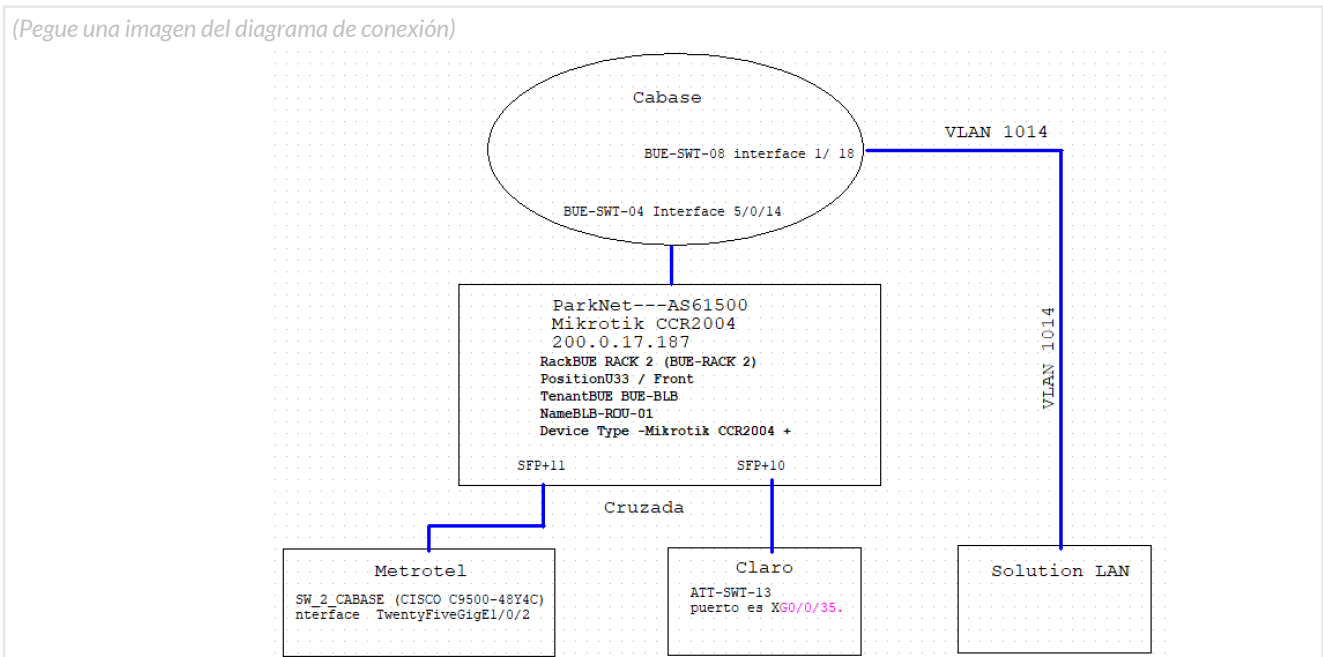 (Pegue una imagen del diagrama de conexión)
Cabase
VLAN 1014
BUE-SWT-08 interface 1/ 18
BUE-SWT-04 Interface 5/0/14
ParkNet---AS61500
Mikrotik CCR2004
200.0.17.187
RackBUE RACK 2 (BUE-RACK 2)
PositionU33 / Front
TenantBUE BUE-BLB
NameBLB-ROU-01
Device Type -Mikrotik CCR2004 +
VLAN 1014
SFP+11
SFP+10
Cruzada
Metrotel
SW_2_CABASE (CISCO C9500-48Y4C)
nterface TwentyFiveGigE1/0/2
Claro
ATT-SWT-13
puerto es XG0/0/35.
Solution LAN